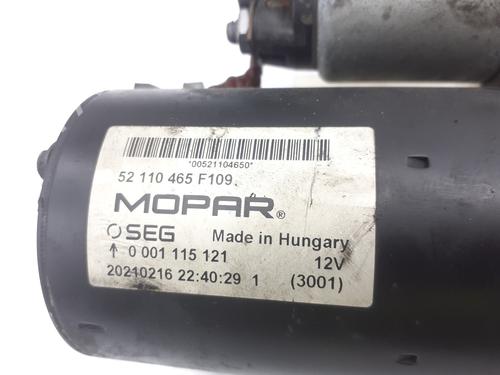 *00521104650*
52 110 465 F109.
MOPAR®
SEG Made in Hungary
↑ 0 001 115 121 12V
20210216 22:40:29 1 (3001)